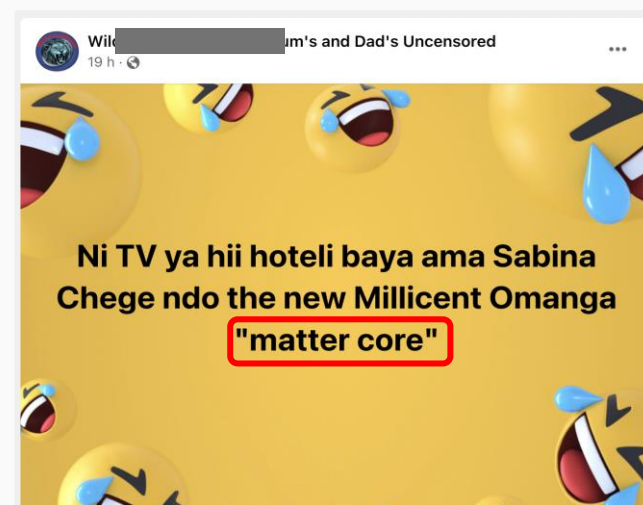 Wil um's and Dad's Uncensored
19 h ·
Ni TV ya hii hoteli baya ama Sabina
Chege ndo the new Millicent Omanga
"matter core"